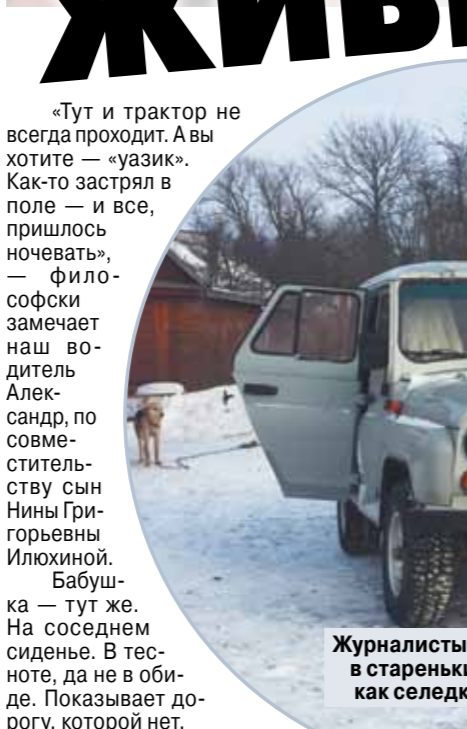 «Тут и трактор не
всегда проходит. А вы
хотите — «уазик».
Как-то застрял в
поле — и все,
пришлось
ночевать»,
— фило-
софски
замечает
наш во-
дитель
Алек-
сандр, по
совме-
ститель-
ству сын
Нины Гри-
горьевны
Илюхиной.
Бабуш-
ка — тут же.
На соседнем
сиденье. В тес-
ноте, да не в оби-
де. Показывает до-
рогу, которой нет.
Журналисты
в стареньки
как селедк